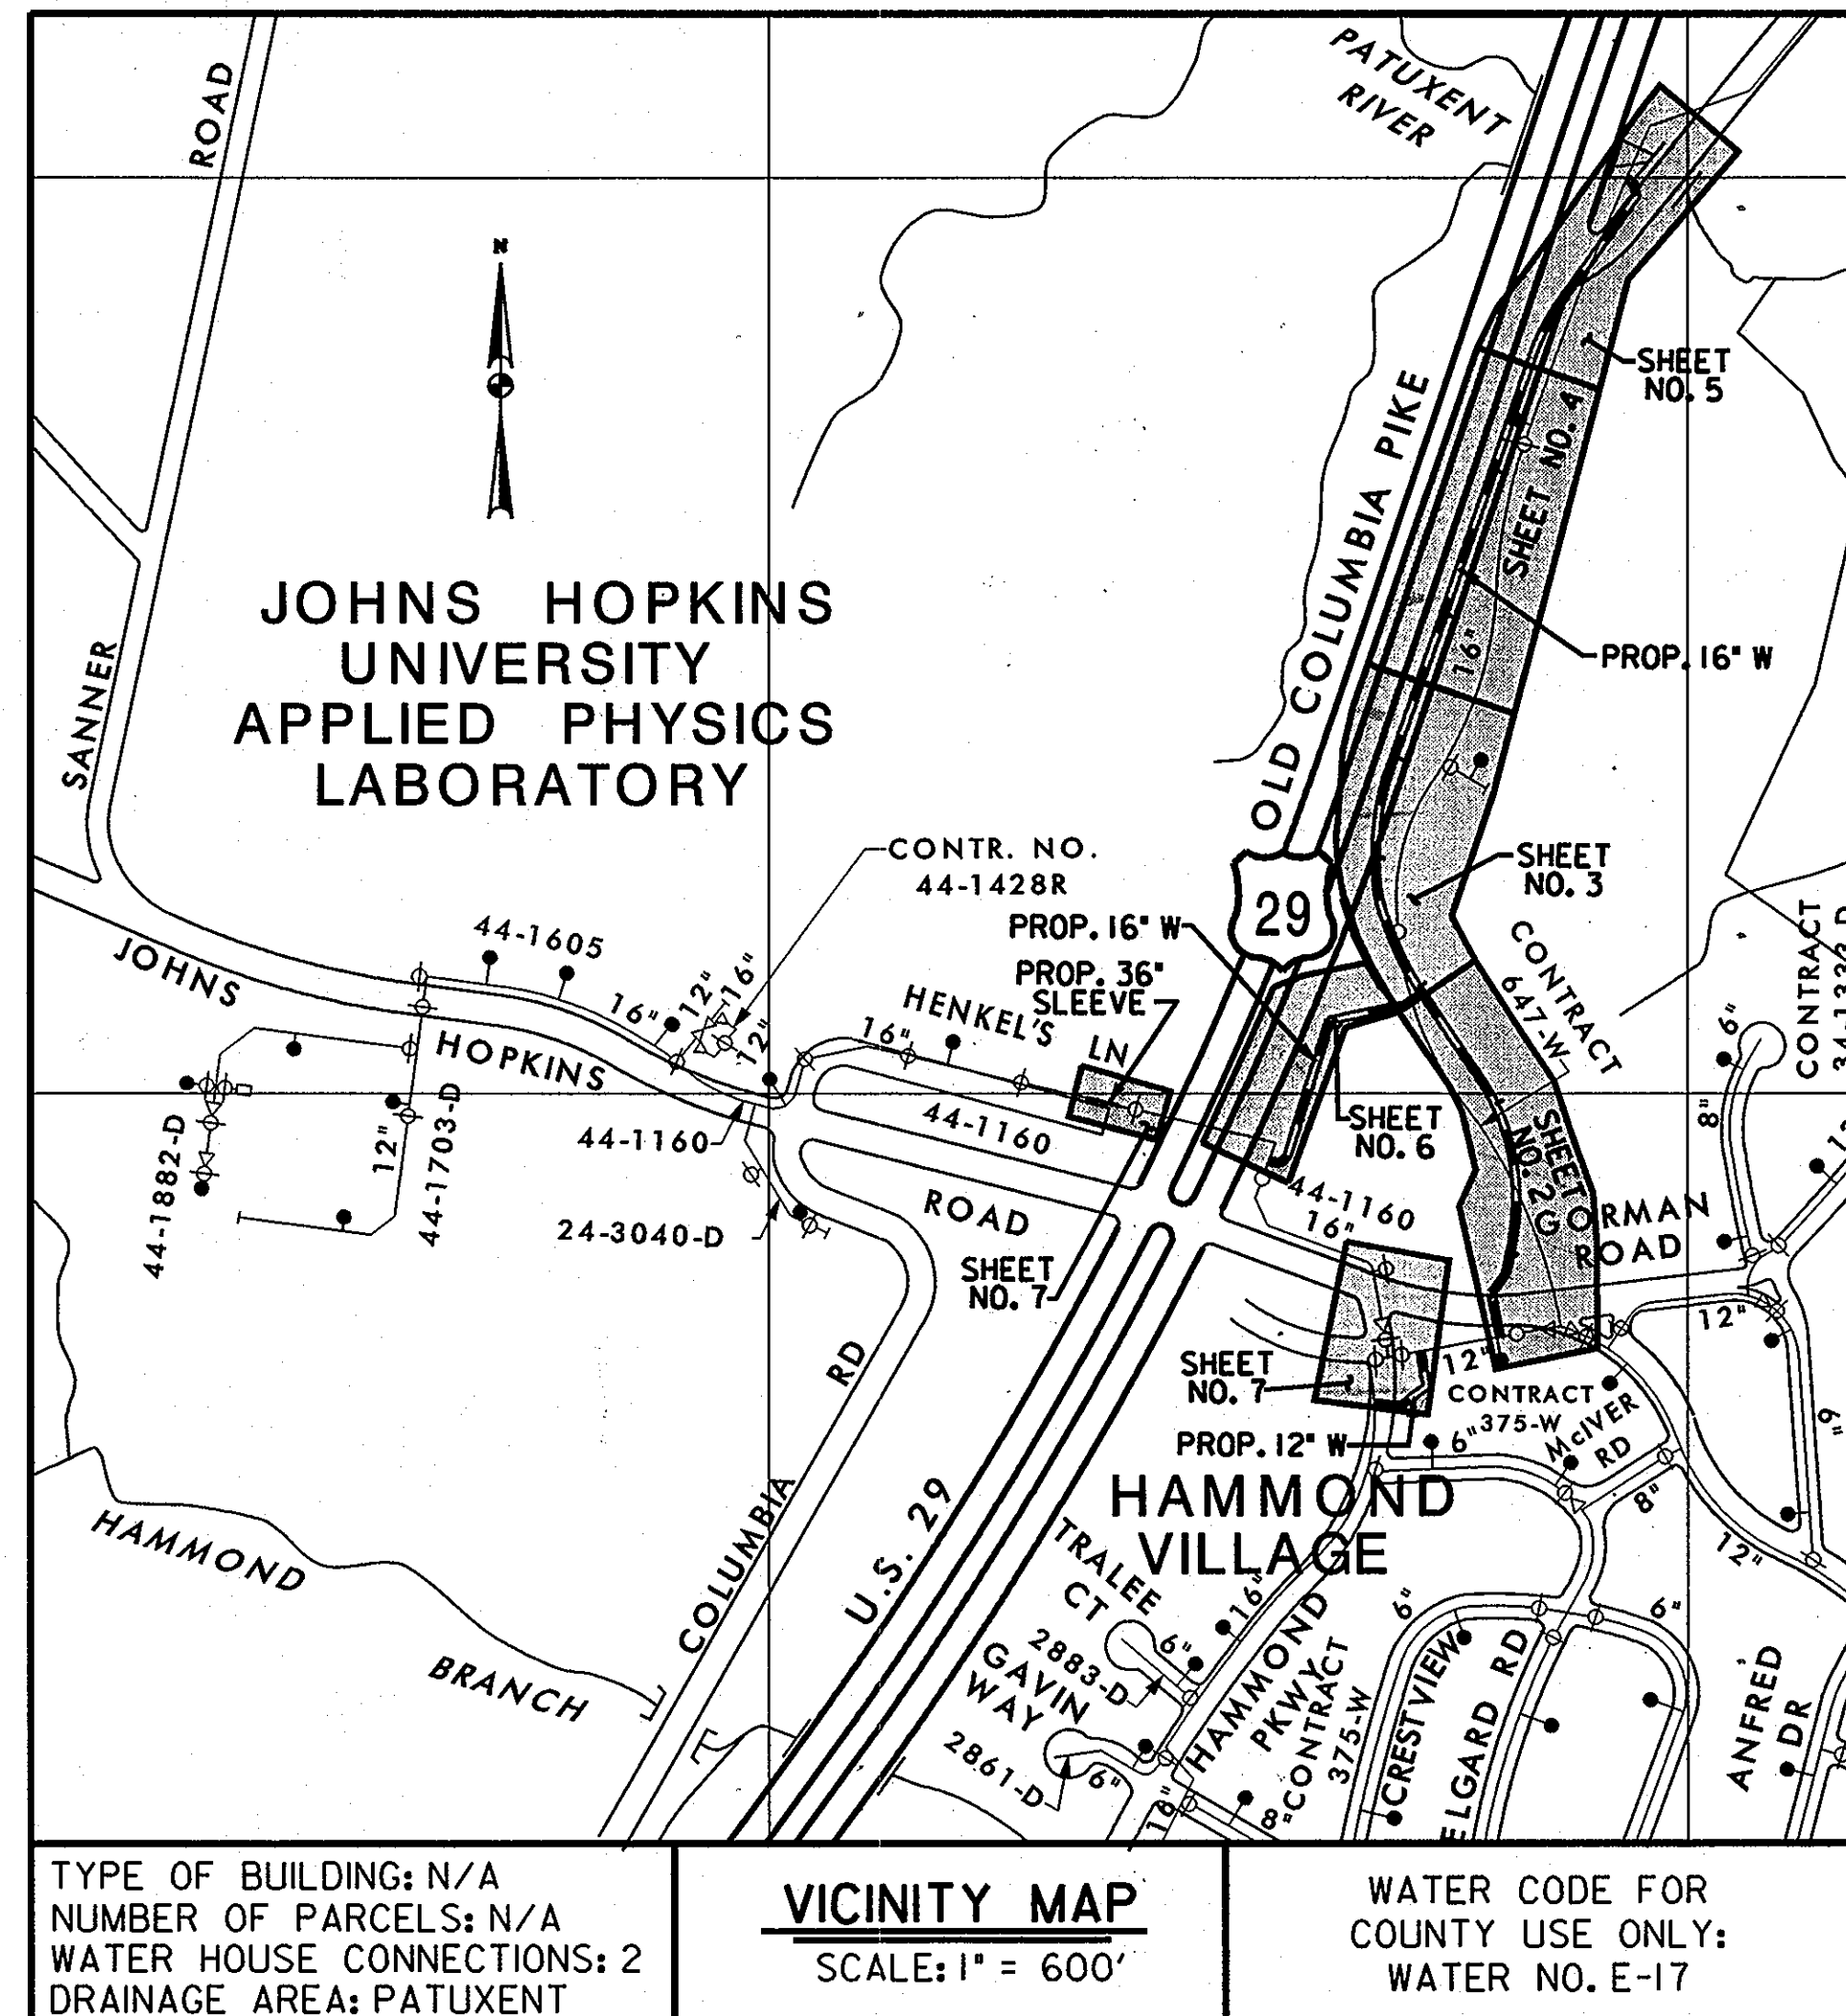 PATUXENT
RIVER
ROAD
N
SHEET
NO. 5
OLD COLUMBIA PIKE
SHEET NO. 4
JOHNS HOPKINS
UNIVERSITY
APPLIED PHYSICS
LABORATORY
SANNER
16"
PROP. 16" W
CONTR. NO.
44-1428R
29
SHEET
NO. 3
PROP. 16" W
PROP. 36"
SLEEVE
44-1605
16"
12"
16"
12"
JOHNS
HOPKINS
16"
HENKEL'S
LN
CONTRACT
647-W
CONTRACT
34-1333-D
6"
8"
44-1882-D
12"
44-1703-D
44-1160
44-1160
24-3040-D
ROAD
SHEET
NO. 7
SHEET
NO. 6
44-1160
16"
SHEET
NO. 2
GORMAN
ROAD
12"
SHEET
NO. 7
12"
CONTRACT
375-W
PROP. 12" W
6"
McIVER
RD
8"
12"
6"
HAMMOND
VILLAGE
RD
COLUMBIA
U.S. 29
HAMMOND
BRANCH
TRALEE
CT
6"
2883-D
GAVIN
WAY
2861-D
6"
16"
HAMMOND
PKWY
CONTRACT
375-W
16"
8"
6"
CRESTVIEW
ELGARD RD
6"
ANFRED
DR
TYPE OF BUILDING: N/A
NUMBER OF PARCELS: N/A
WATER HOUSE CONNECTIONS: 2
DRAINAGE AREA: PATUXENT
VICINITY MAP
SCALE: 1" = 600'
WATER CODE FOR
COUNTY USE ONLY:
WATER NO. E-17